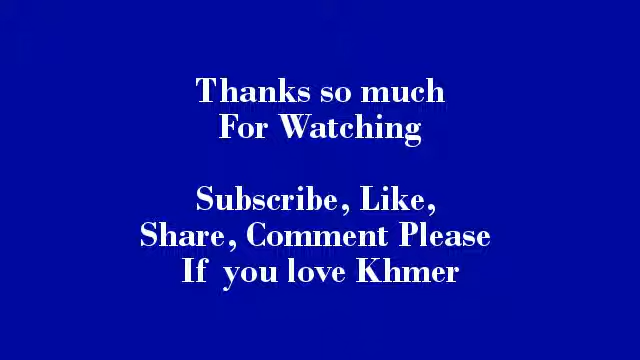 Thanks so much
For Watching
Subscribe, Like,
Share, Comment Please
If you love Khmer